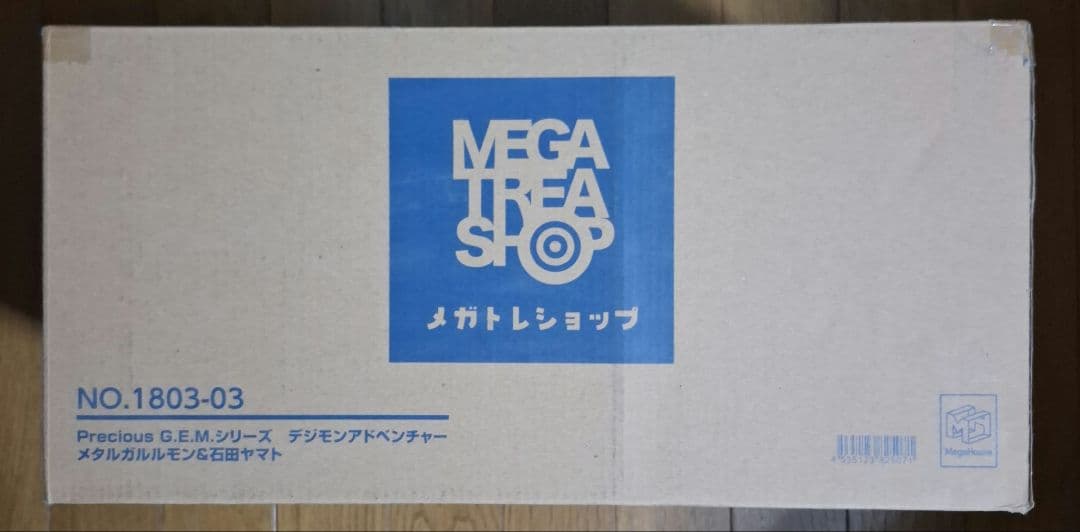 MEGA
TREA
SHOP
メガトレショップ
NO.1803-03
Precious G.E.M.シリーズ　デジモンアドベンチャー
メタルガルルモン&石田ヤマト
MegaHouse